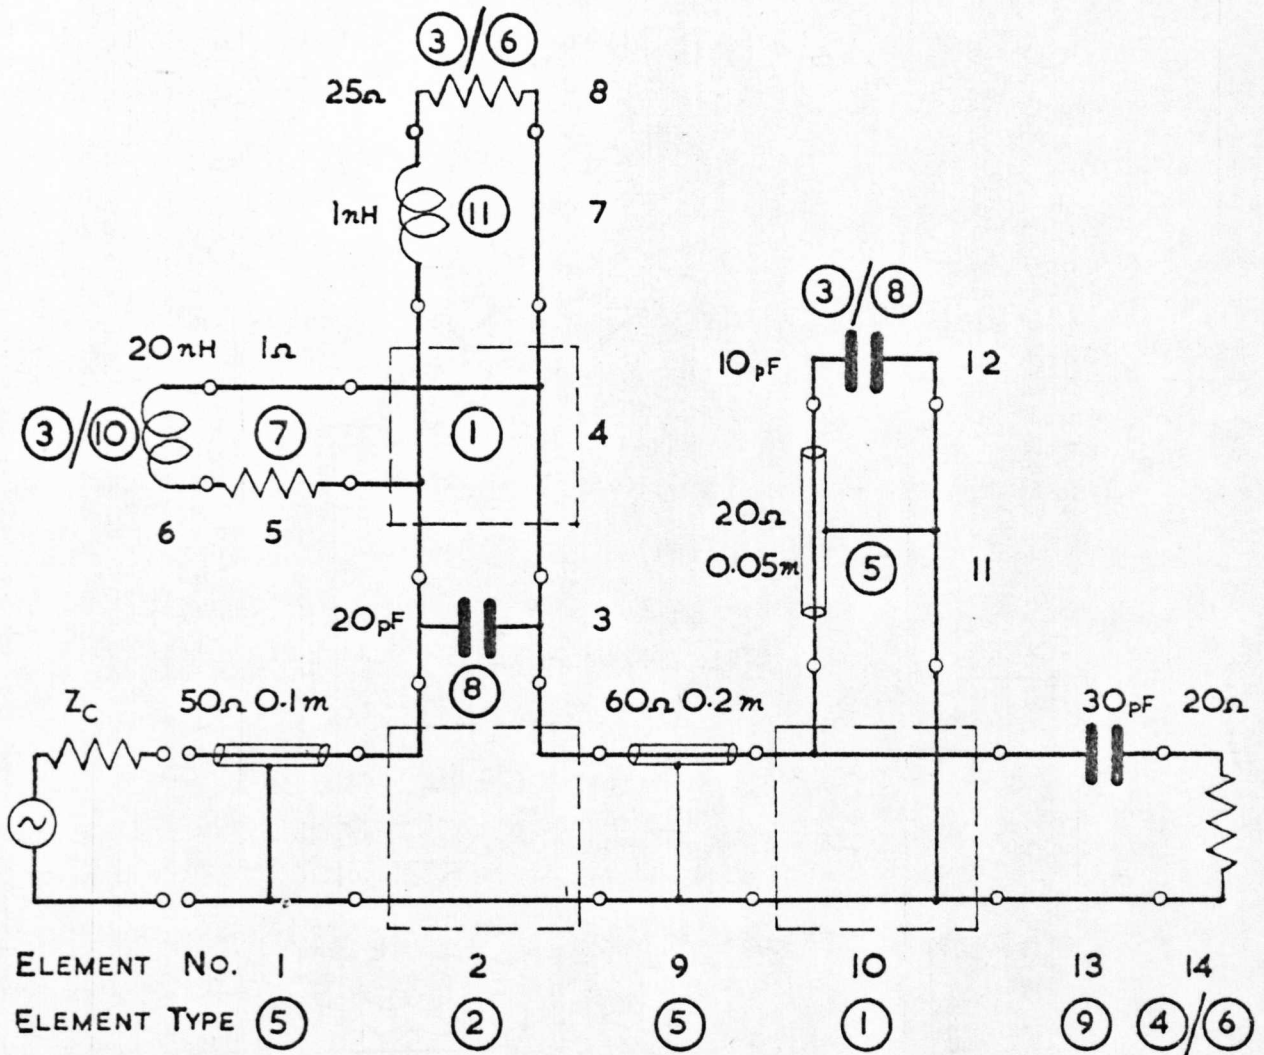 3/6
25Ω 8
1nH 11 7
3/8
20nH 1Ω
10pF 12
3/10 7 1 4
6 5
20Ω
0.05m 5 11
20pF 3
8
Zc 50Ω 0.1m 60Ω 0.2m 30pF 20Ω
~
ELEMENT NO. 1 2 9 10 13 14
ELEMENT TYPE 5 2 5 1 9 4/6